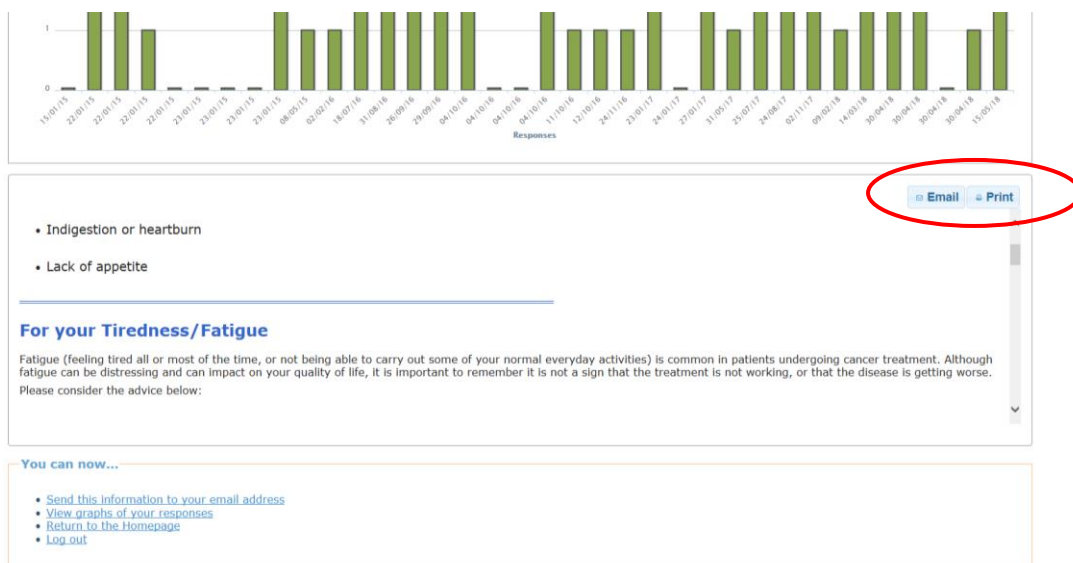 1
0
15/01/15 22/01/15 22/01/15 22/01/15 22/01/15 23/01/15 23/01/15 23/01/15 23/01/15 08/05/15 02/02/16 18/07/16 31/08/16 26/09/16 29/09/16 04/10/16 04/10/16 04/10/16 04/10/16 11/10/16 12/10/16 24/11/16 23/01/17 24/01/17 27/01/17 31/05/17 25/07/17 24/08/17 02/11/17 09/02/18 14/03/18 30/04/18 30/04/18 30/04/18 30/04/18 15/05/18
Responses
Email Print
• Indigestion or heartburn
• Lack of appetite
For your Tiredness/Fatigue
Fatigue (feeling tired all or most of the time, or not being able to carry out some of your normal everyday activities) is common in patients undergoing cancer treatment. Although
fatigue can be distressing and can impact on your quality of life, it is important to remember it is not a sign that the treatment is not working, or that the disease is getting worse.
Please consider the advice below:
You can now...
• Send this information to your email address
• View graphs of your responses
• Return to the Homepage
• Log out